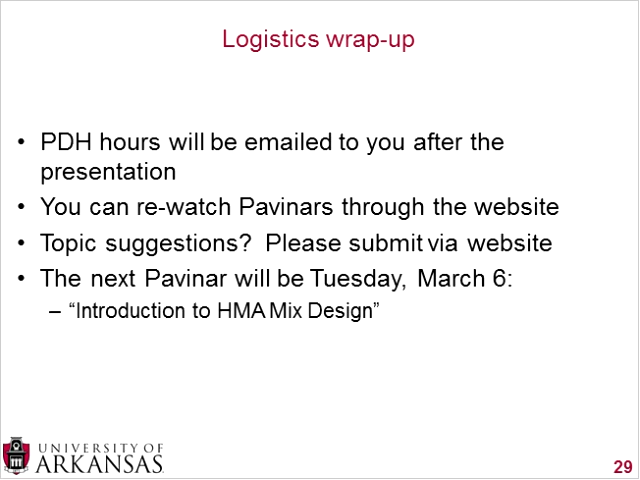 Logistics wrap-up
• PDH hours will be emailed to you after the
presentation
• You can re-watch Pavinars through the website
• Topic suggestions?  Please submit via website
• The next Pavinar will be Tuesday, March 6:
– “Introduction to HMA Mix Design”
UNIVERSITY OF
ARKANSAS
29